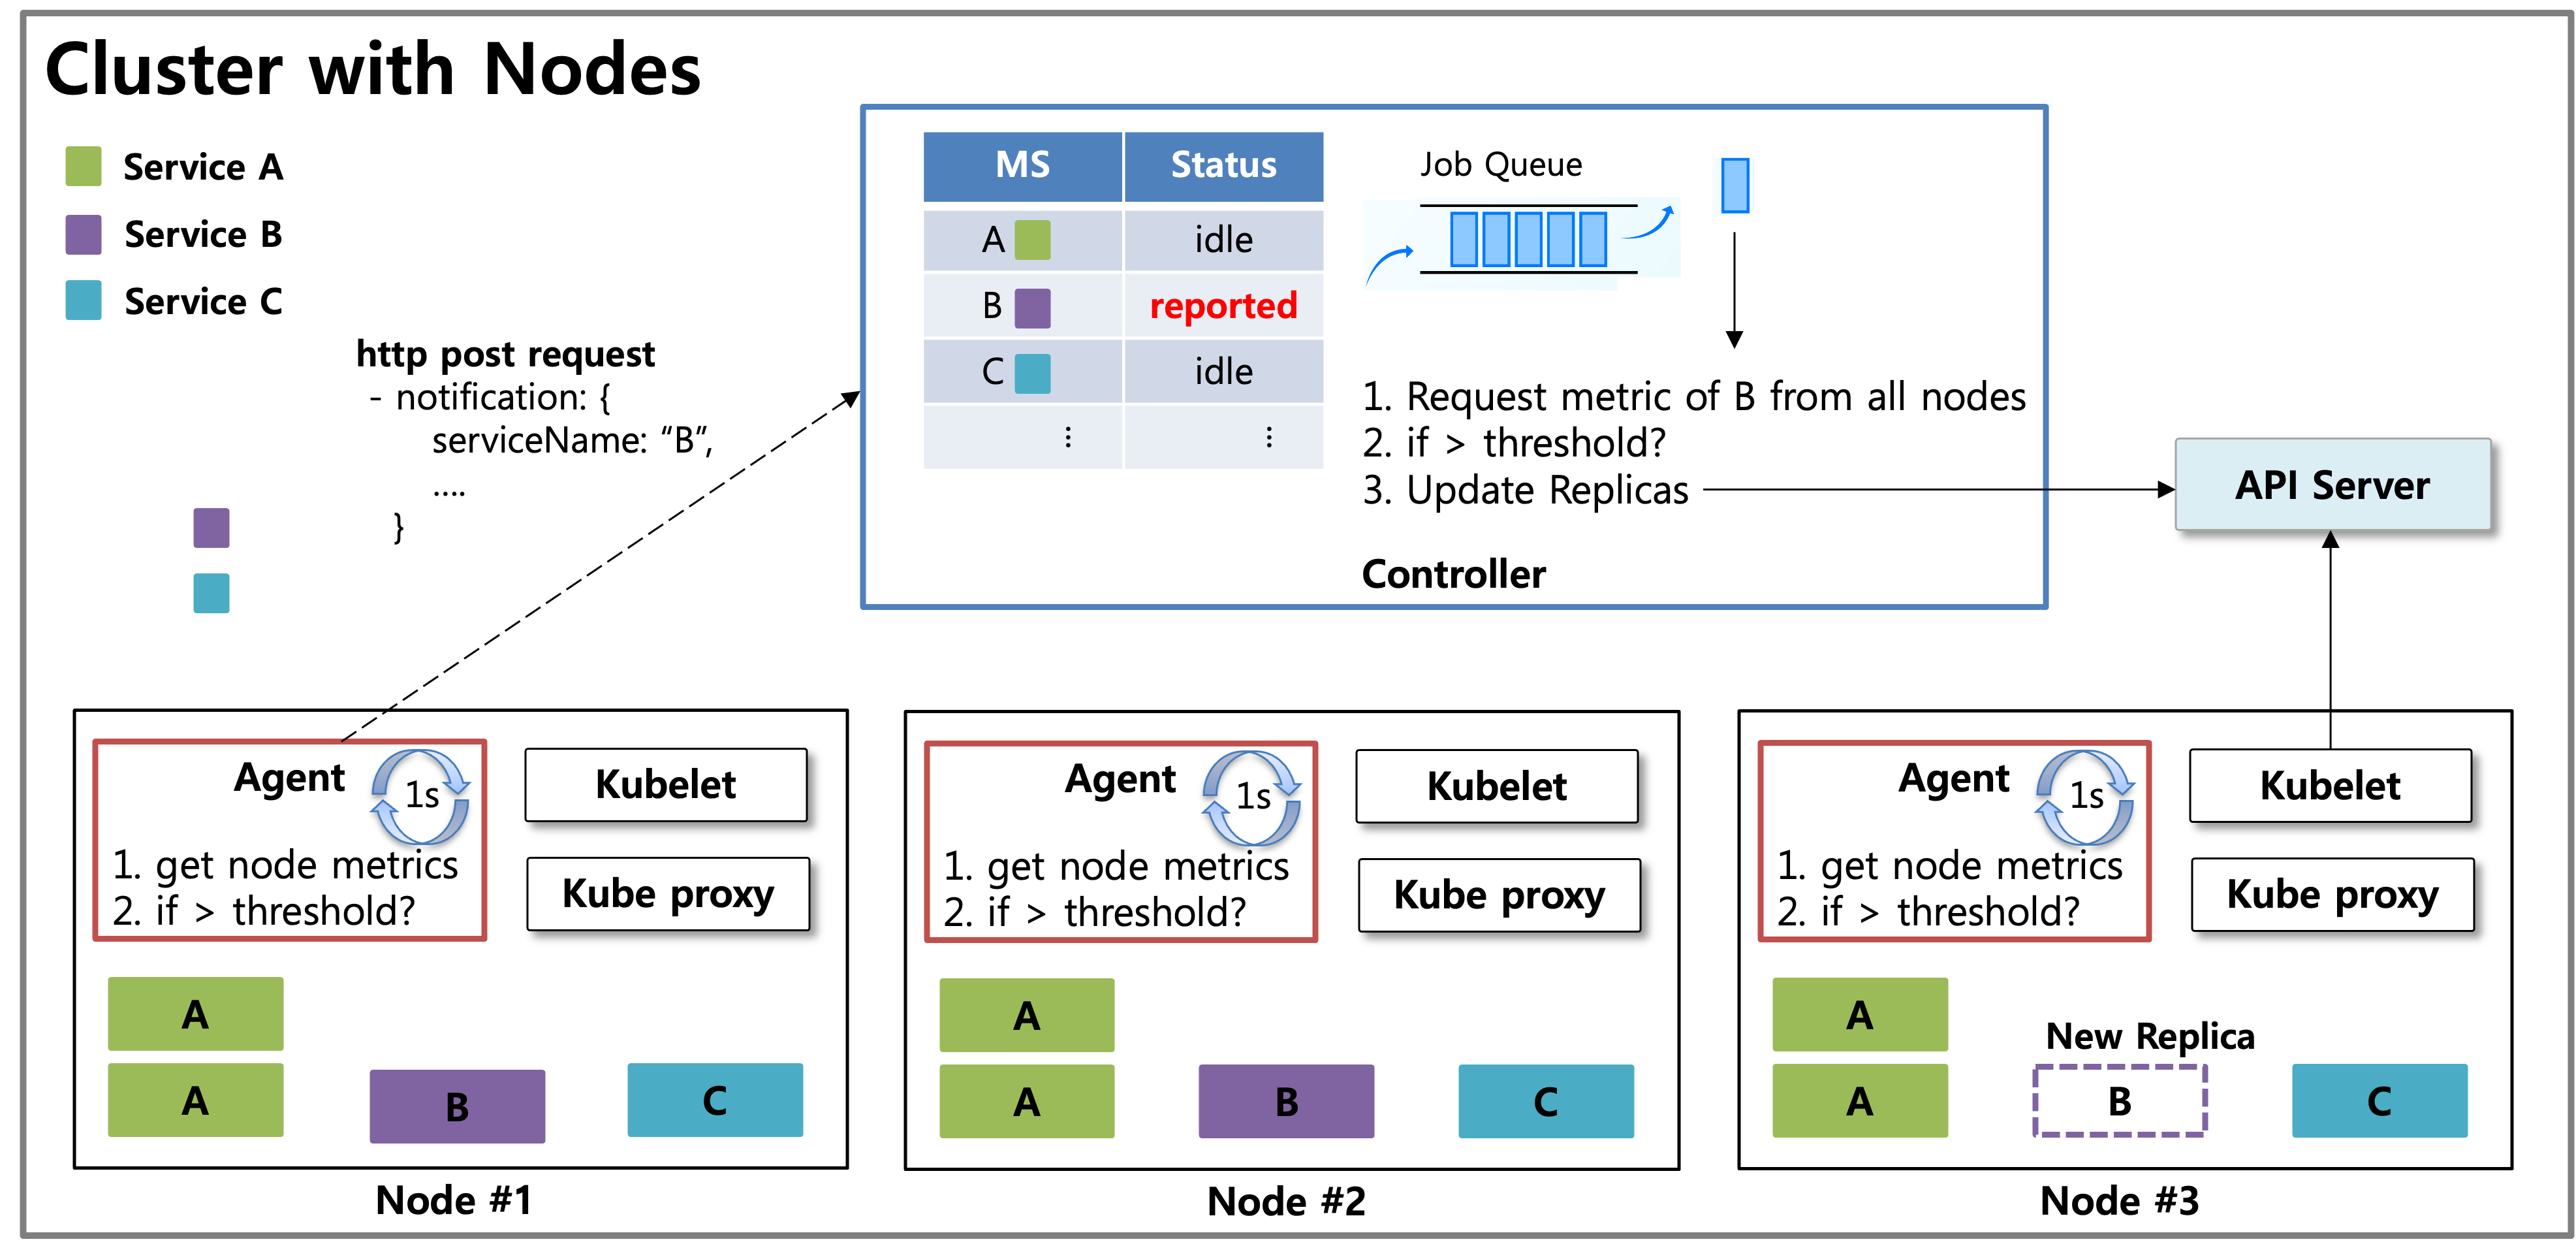 Cluster with Nodes
Service A
Service B
Service C
http post request
- notification: {
serviceName: “B”,
....
}
MS Status
A idle
B reported
C idle
⋮ ⋮
Job Queue
1. Request metric of B from all nodes
2. if > threshold?
3. Update Replicas
Controller
API Server
Agent
1s
1. get node metrics
2. if > threshold?
Kubelet
Kube proxy
A
A
B
C
Node #1
Agent
1s
1. get node metrics
2. if > threshold?
Kubelet
Kube proxy
A
A
B
C
Node #2
Agent
1s
1. get node metrics
2. if > threshold?
Kubelet
Kube proxy
A
A
New Replica
B
C
Node #3